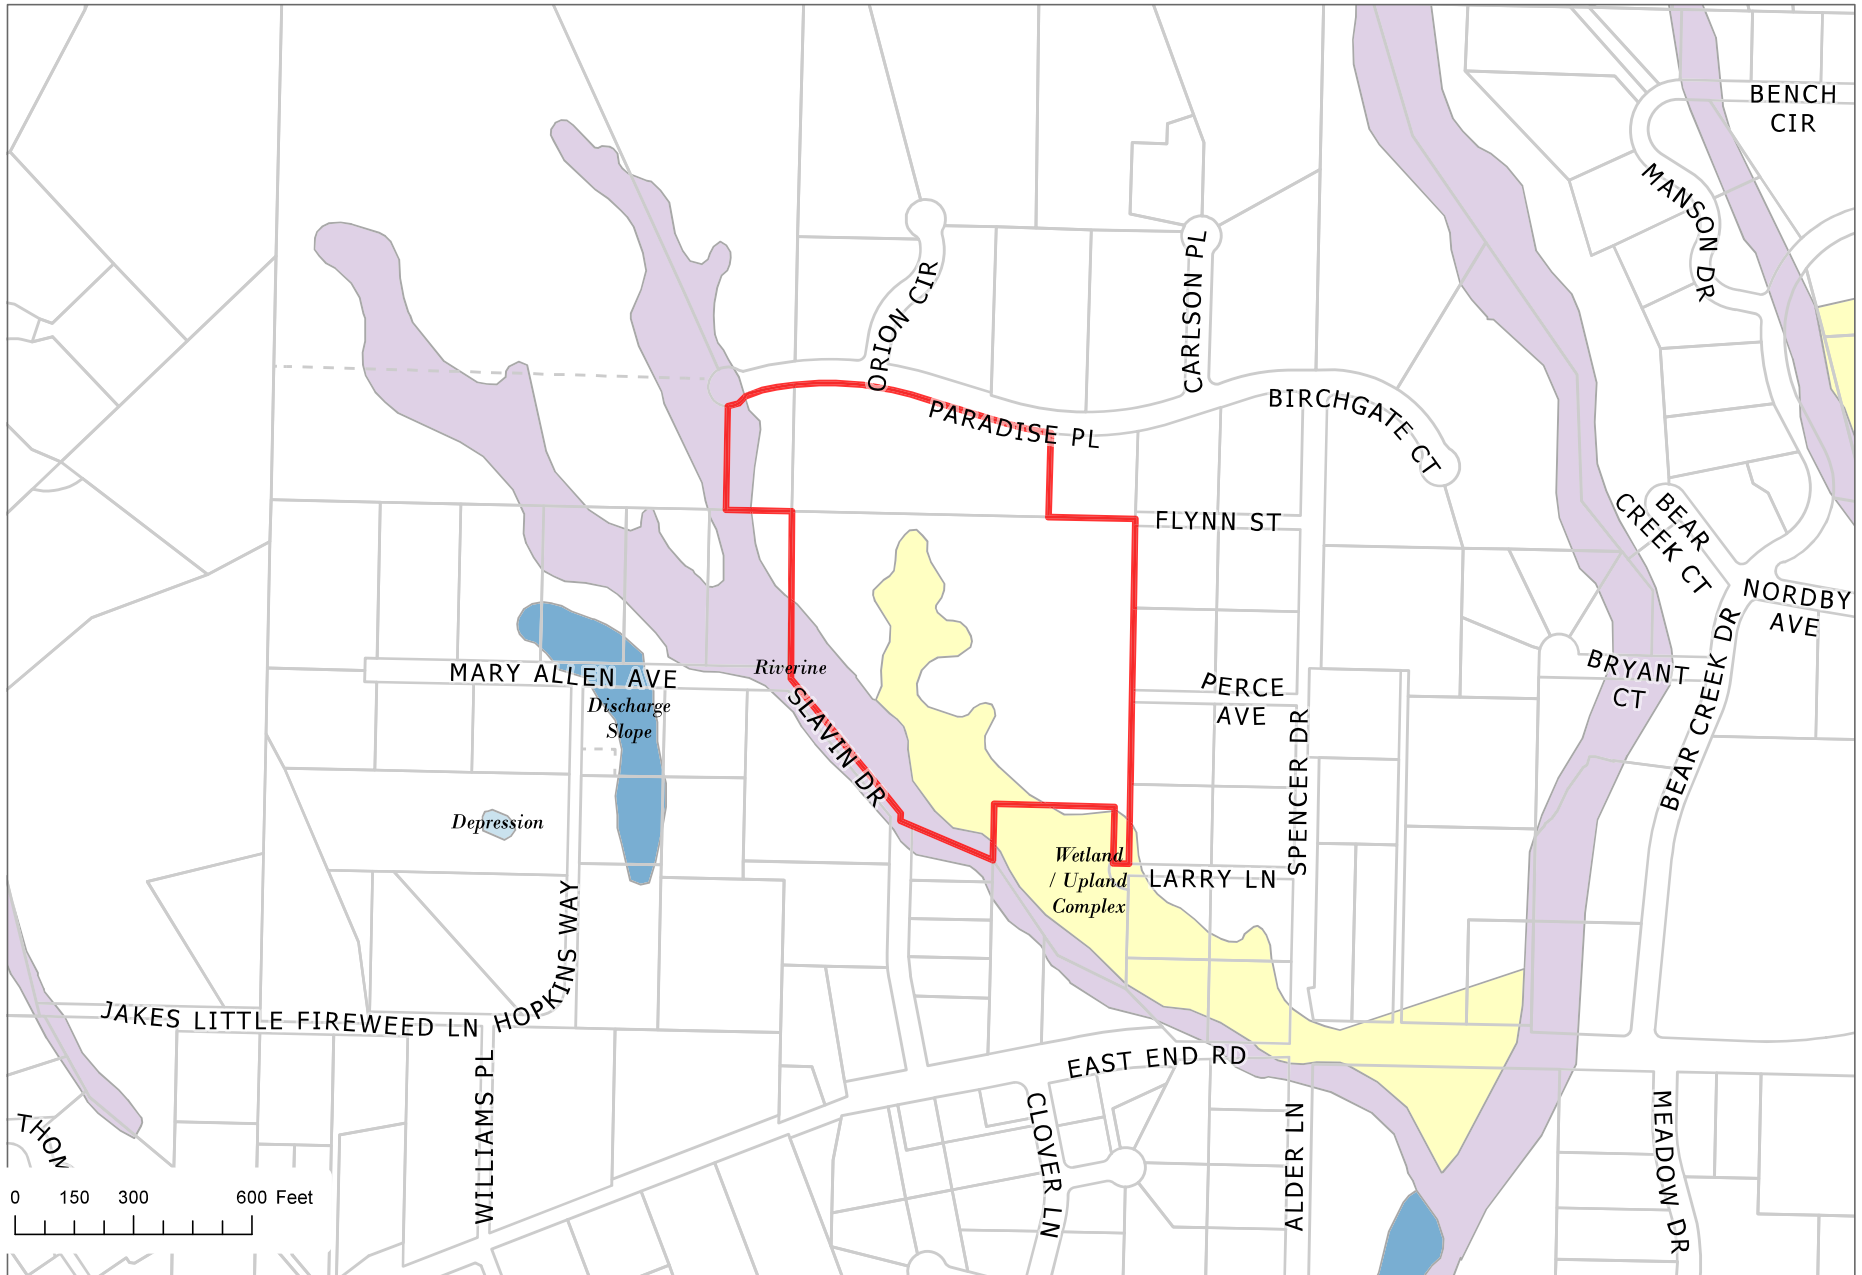 BENCH
CIR
MANSON DR
ORION CIR
CARLSON PL
PARADISE PL
BIRCHGATE CT
FLYNN ST
BEAR
CREEK CT
NORDBY
AVE
BRYANT
CT
BEAR CREEK DR
Riverine
MARY ALLEN AVE
Discharge
Slope
SLAVIN DR
PERCE
AVE
SPENCER DR
Depression
Wetland
/ Upland
Complex
LARRY LN
HOPKINS WAY
JAKES LITTLE FIREWEED LN
WILLIAMS PL
EAST END RD
CLOVER LN
ALDER LN
MEADOW DR
THOM
0 150 300 600 Feet